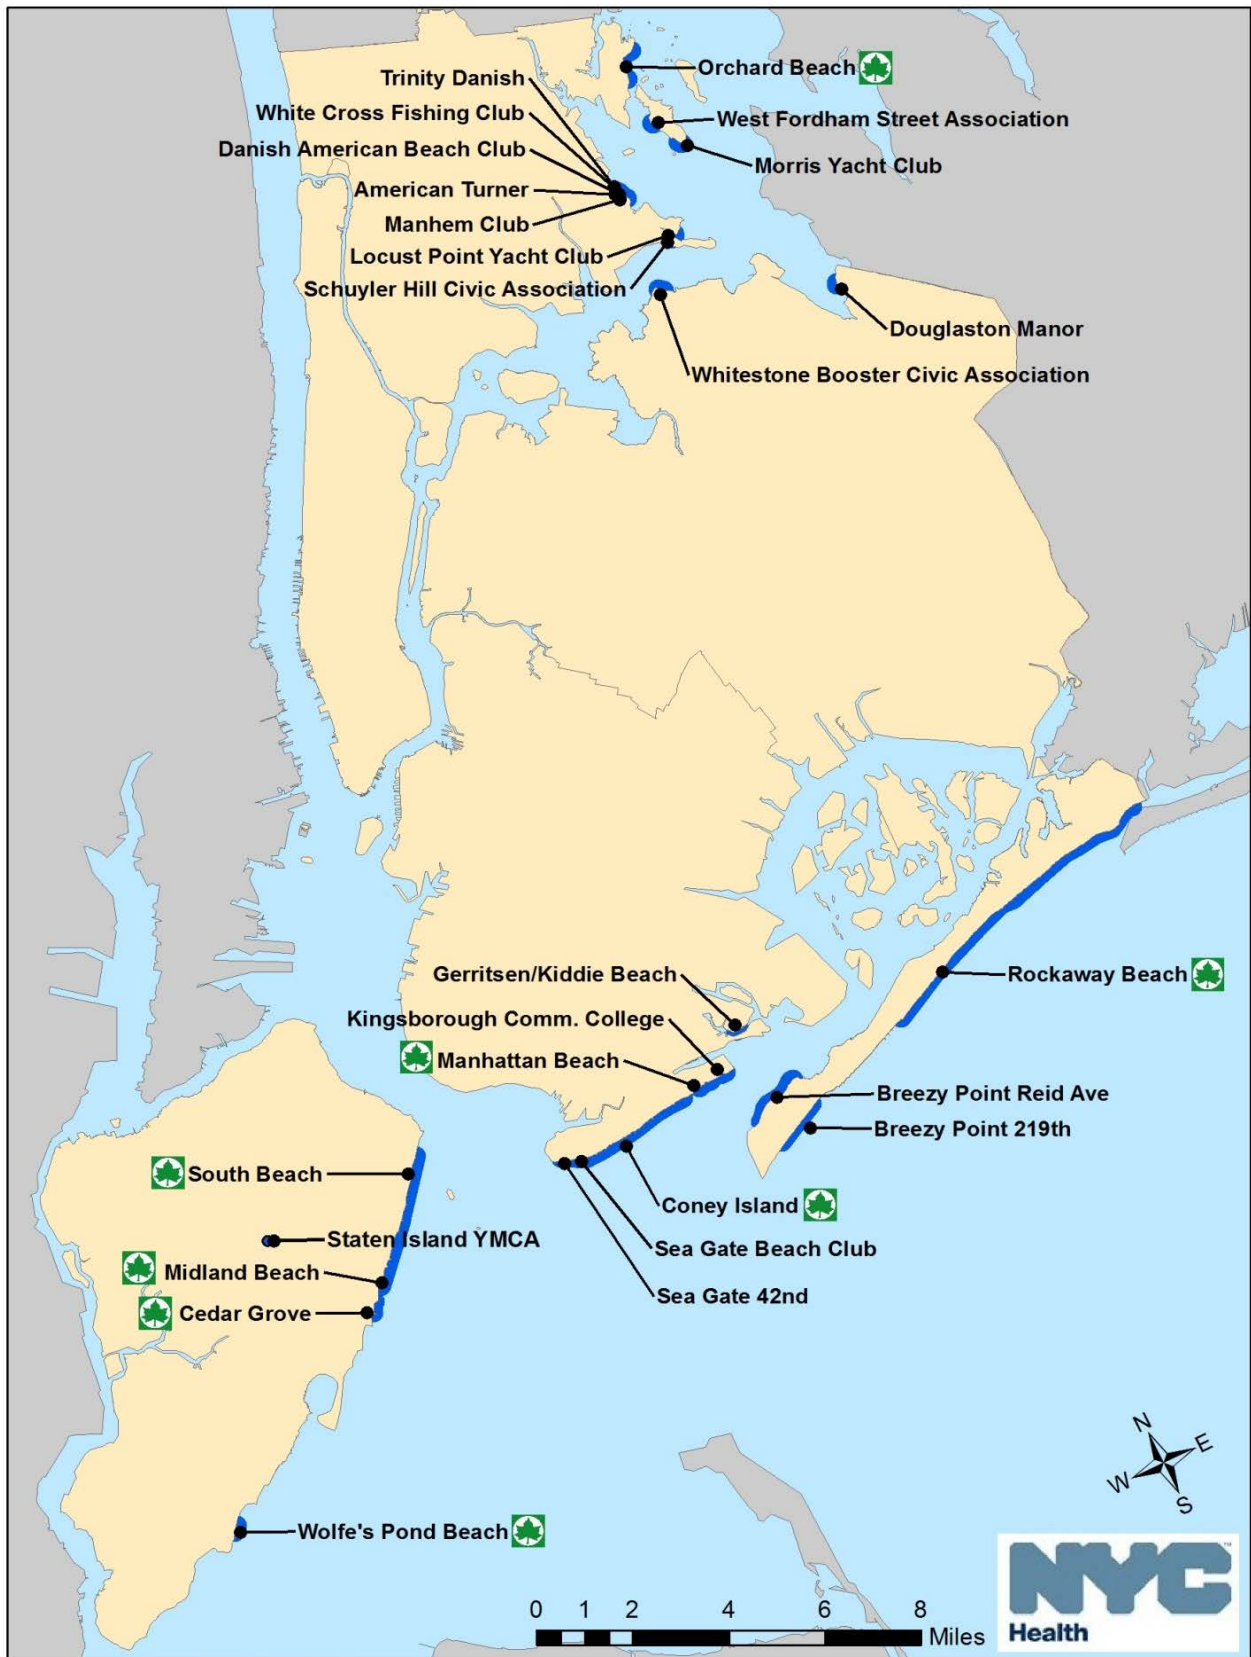 Orchard Beach
Trinity Danish
White Cross Fishing Club
West Fordham Street Association
Danish American Beach Club
Morris Yacht Club
American Turner
Manhem Club
Locust Point Yacht Club
Schuyler Hill Civic Association
Douglaston Manor
Whitestone Booster Civic Association
Gerritsen/Kiddie Beach
Rockaway Beach
Kingsborough Comm. College
Manhattan Beach
Breezy Point Reid Ave
Breezy Point 219th
South Beach
Coney Island
Staten Island YMCA
Sea Gate Beach Club
Midland Beach
Sea Gate 42nd
Cedar Grove
N
E
W
S
Wolfe's Pond Beach
0 1 2 4 6 8
Miles
NYC
Health